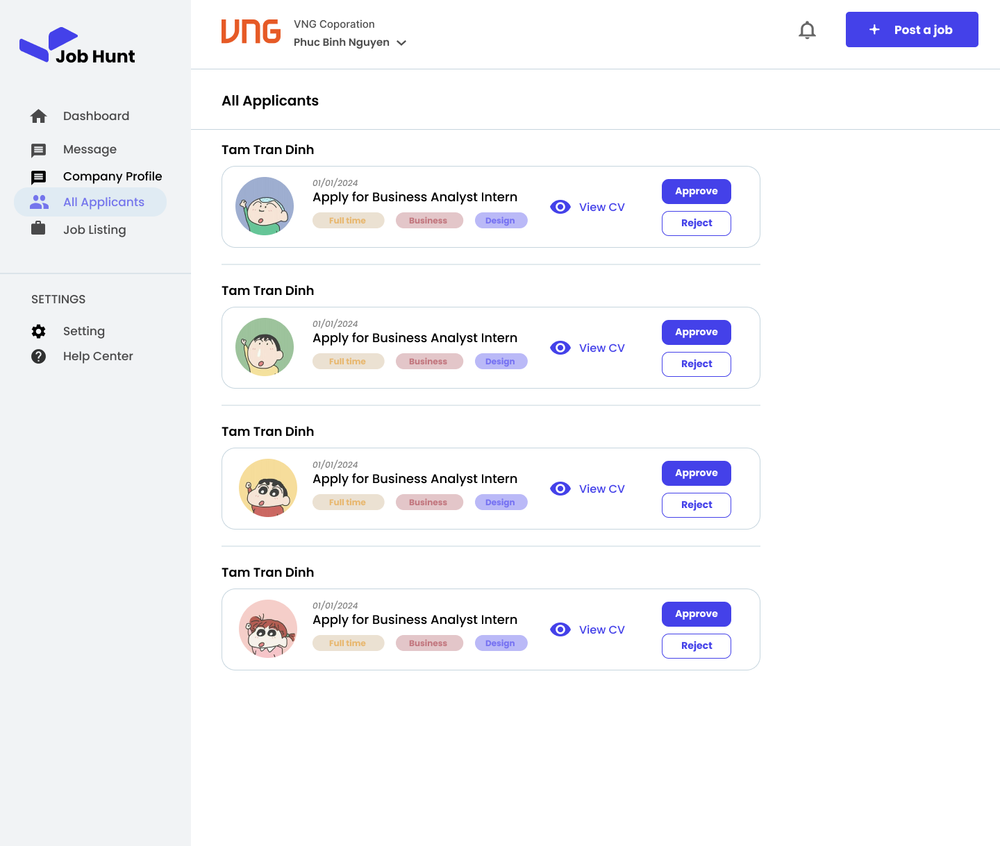 Job Hunt
Dashboard
Message
Company Profile
All Applicants
Job Listing
SETTINGS
Setting
Help Center
VNG
VNG Coporation
Phuc Binh Nguyen
Post a job
All Applicants
Tam Tran Dinh
01/01/2024
Apply for Business Analyst Intern
Full time Business Design
View CV
Approve
Reject
Tam Tran Dinh
01/01/2024
Apply for Business Analyst Intern
Full time Business Design
View CV
Approve
Reject
Tam Tran Dinh
01/01/2024
Apply for Business Analyst Intern
Full time Business Design
View CV
Approve
Reject
Tam Tran Dinh
01/01/2024
Apply for Business Analyst Intern
Full time Business Design
View CV
Approve
Reject